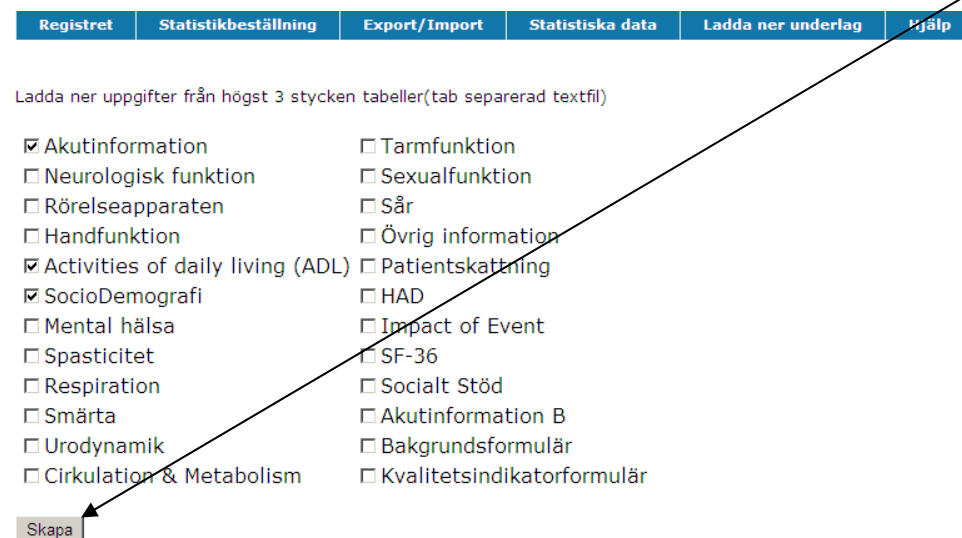 Registret Statistikbeställning Export/Import Statistiska data Ladda ner underlag Hjälp
Ladda ner uppgifter från högst 3 stycken tabeller(tab separerad textfil)
Akutinformation Tarmfunktion
Neurologisk funktion Sexualfunktion
Rörelseapparaten Sår
Handfunktion Övrig information
Activities of daily living (ADL) Patientskattning
SocioDemografi HAD
Mental hälsa Impact of Event
Spasticitet SF-36
Respiration Socialt Stöd
Smärta Akutinformation B
Urodynamik Bakgrundsformulär
Cirkulation & Metabolism Kvalitetsindikatorformulär
Skapa